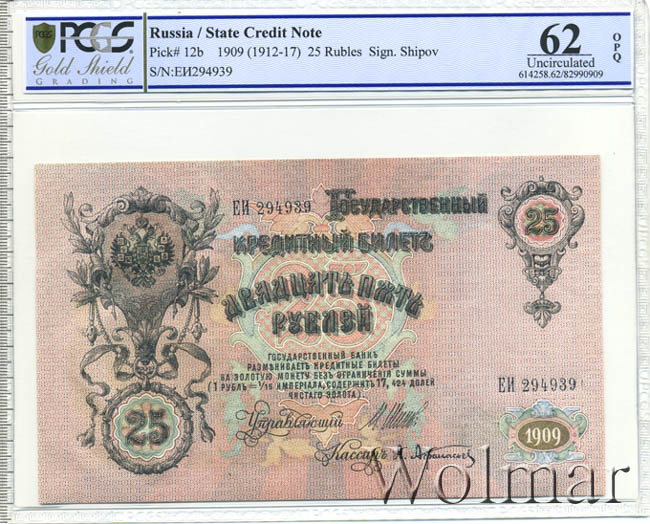 PCGS
Gold Shield
GRADING
Russia / State Credit Note
Pick# 12b 1909 (1912-17) 25 Rubles Sign. Shipov
S/N:ЕИ294939
62
Uncirculated
614258.62/82990909
OPQ
ЕИ 294939
Государственный
кредитный билетъ
25
двадцать пять
рублей
ГОСУДАРСТВЕННЫЙ БАНКЪ
РАЗМѢНИВАЕТЪ КРЕДИТНЫЕ БИЛЕТЫ
НА ЗОЛОТУЮ МОНЕТУ БЕЗЪ ОГРАНИЧЕНІЯ СУММЫ
(1 РУБЛЬ = 1/15 ИМПЕРІАЛА, СОДЕРЖИТЪ 17,424 ДОЛЕЙ
ЧИСТАГО ЗОЛОТА).
ЕИ 294939
25
Управляющій
Кассиръ
1909
Wolmar